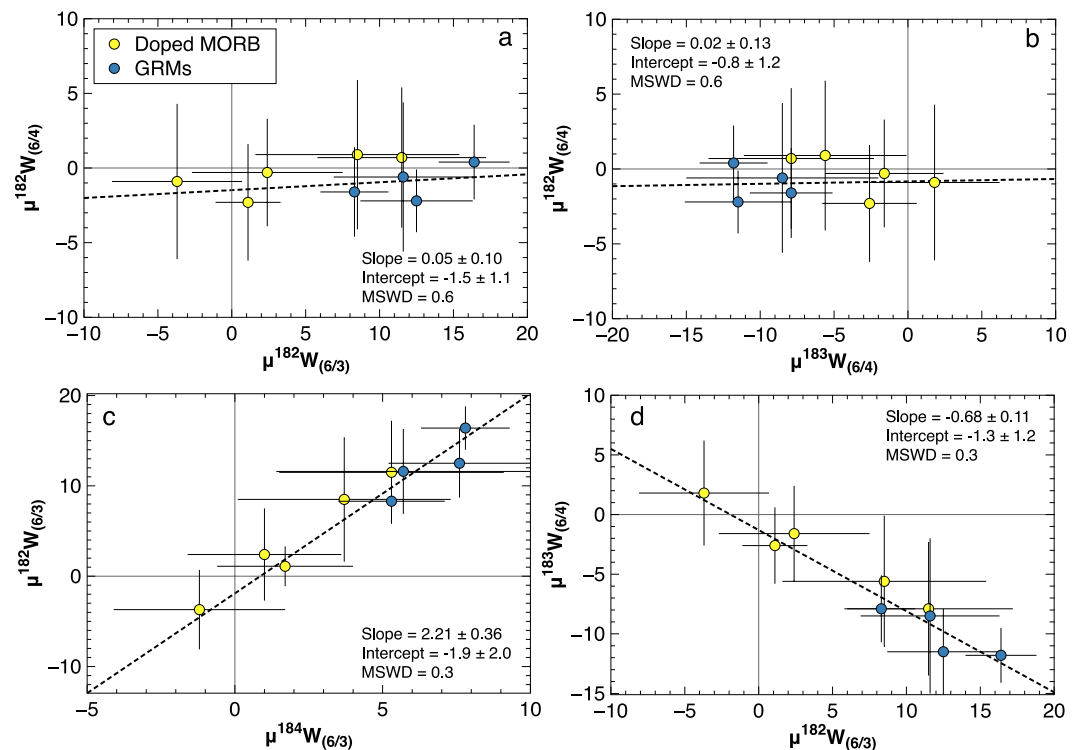 a
Doped MORB
GRMs
10
5
0
−5
−10
−10
−5
0
5
10
15
20
μ¹⁸²W(6/4)
μ¹⁸²W(6/3)
Slope = 0.05 ± 0.10
Intercept = -1.5 ± 1.1
MSWD = 0.6
b
Slope = 0.02 ± 0.13
Intercept = -0.8 ± 1.2
MSWD = 0.6
10
5
0
−5
−10
−20
−15
−10
−5
0
5
10
μ¹⁸²W(6/4)
μ¹⁸³W(6/4)
c
20
10
0
−10
−5
0
5
10
μ¹⁸²W(6/3)
μ¹⁸⁴W(6/3)
Slope = 2.21 ± 0.36
Intercept = -1.9 ± 2.0
MSWD = 0.3
d
Slope = -0.68 ± 0.11
Intercept = -1.3 ± 1.2
MSWD = 0.3
10
5
0
−5
−10
−15
−10
−5
0
5
10
15
20
μ¹⁸³W(6/4)
μ¹⁸²W(6/3)